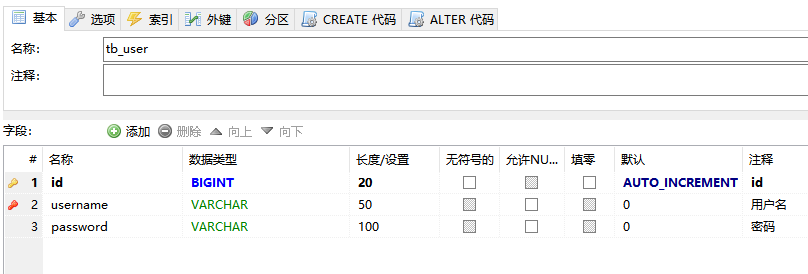 基本 选项 索引 外键 分区 CREATE 代码 ALTER 代码
名称: tb_user
注释:
字段: 添加 删除 向上 向下
# 名称 数据类型 长度/设置 无符号的 允许NU... 填零 默认 注释
1 id BIGINT 20 AUTO_INCREMENT id
2 username VARCHAR 50 0 用户名
3 password VARCHAR 100 0 密码